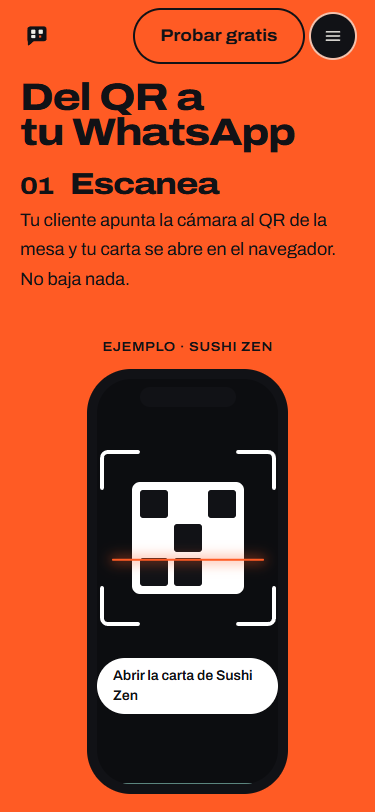 Probar gratis
Del QR a
tu WhatsApp
01 Escanea
Tu cliente apunta la cámara al QR de la
mesa y tu carta se abre en el navegador.
No baja nada.
EJEMPLO · SUSHI ZEN
Abrir la carta de Sushi
Zen